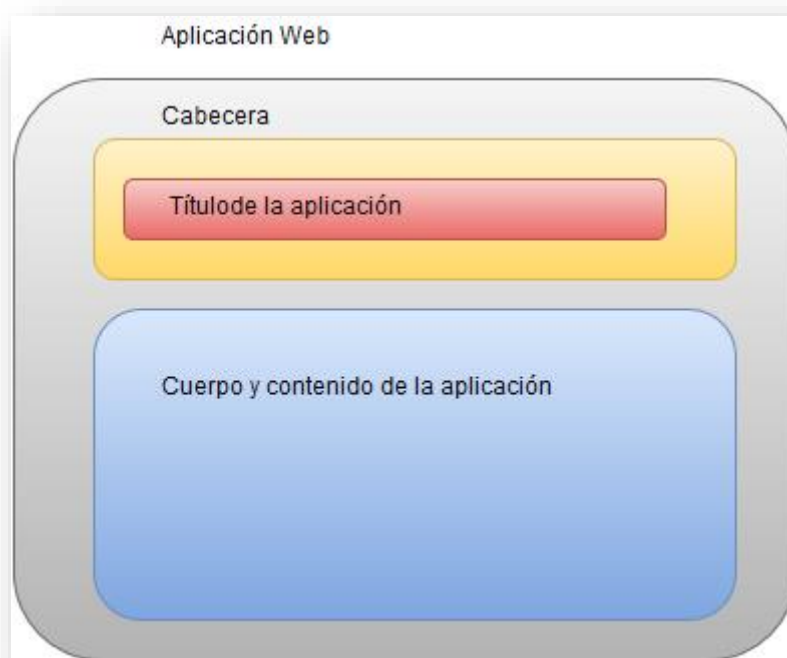 Aplicación Web
Cabecera
Títulode la aplicación
Cuerpo y contenido de la aplicación